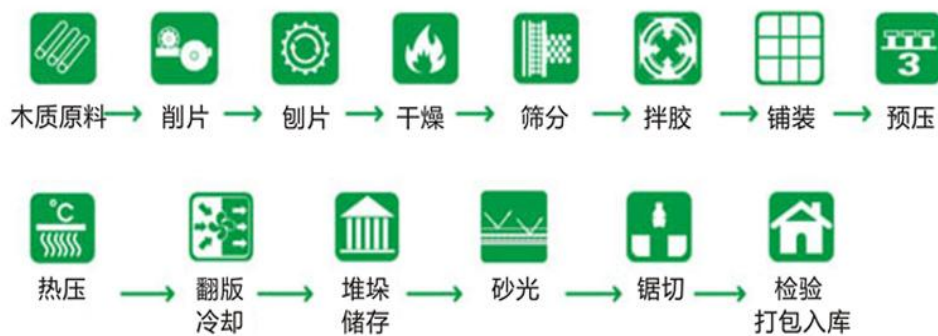 3
木质原料 削片 刨片 干燥 筛分 拌胶 铺装 预压
°C
热压 翻版 堆垛 砂光 锯切 检验
冷却 储存 打包入库